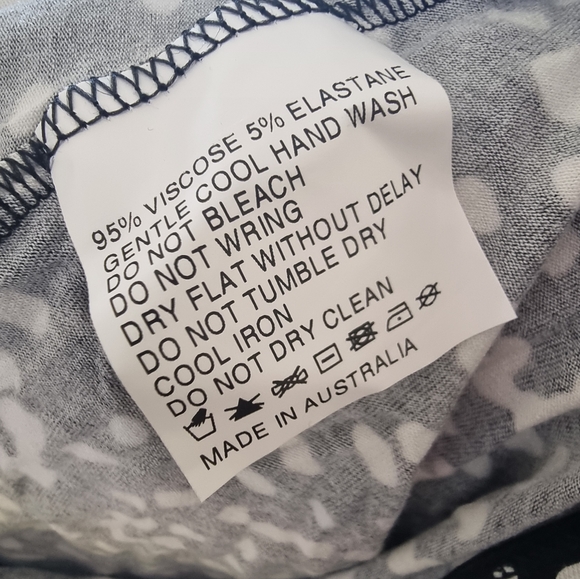 95% VISCOSE 5% ELASTANE
GENTLE COOL HAND WASH
DO NOT BLEACH
DO NOT WRING
DRY FLAT WITHOUT DELAY
DO NOT TUMBLE DRY
COOL IRON
DO NOT DRY CLEAN
MADE IN AUSTRALIA